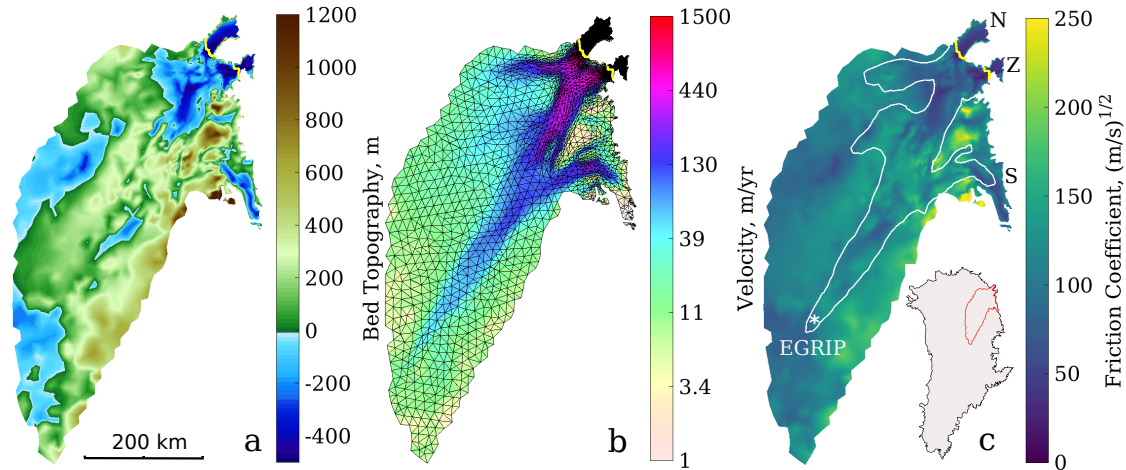 1200
1000
800
600
400
200
0
-200
-400
Bed Topography, m
200 km
a
1500
440
130
39
11
3.4
1
Velocity, m/yr
b
N
Z
S
EGRIP
c
250
200
150
100
50
0
Friction Coefficient, (m/s)^1/2